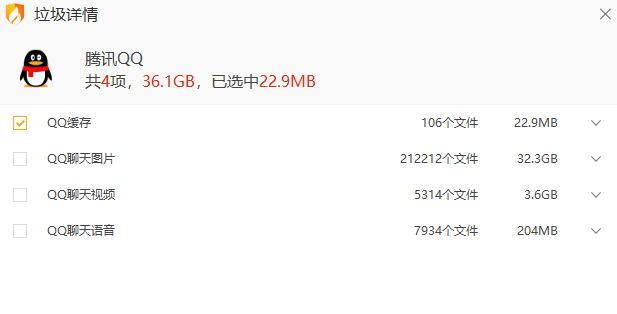 垃圾详情
腾讯QQ
共4项，36.1GB，已选中22.9MB
QQ缓存 106个文件 22.9MB
QQ聊天图片 212212个文件 32.3GB
QQ聊天视频 5314个文件 3.6GB
QQ聊天语音 7934个文件 204MB